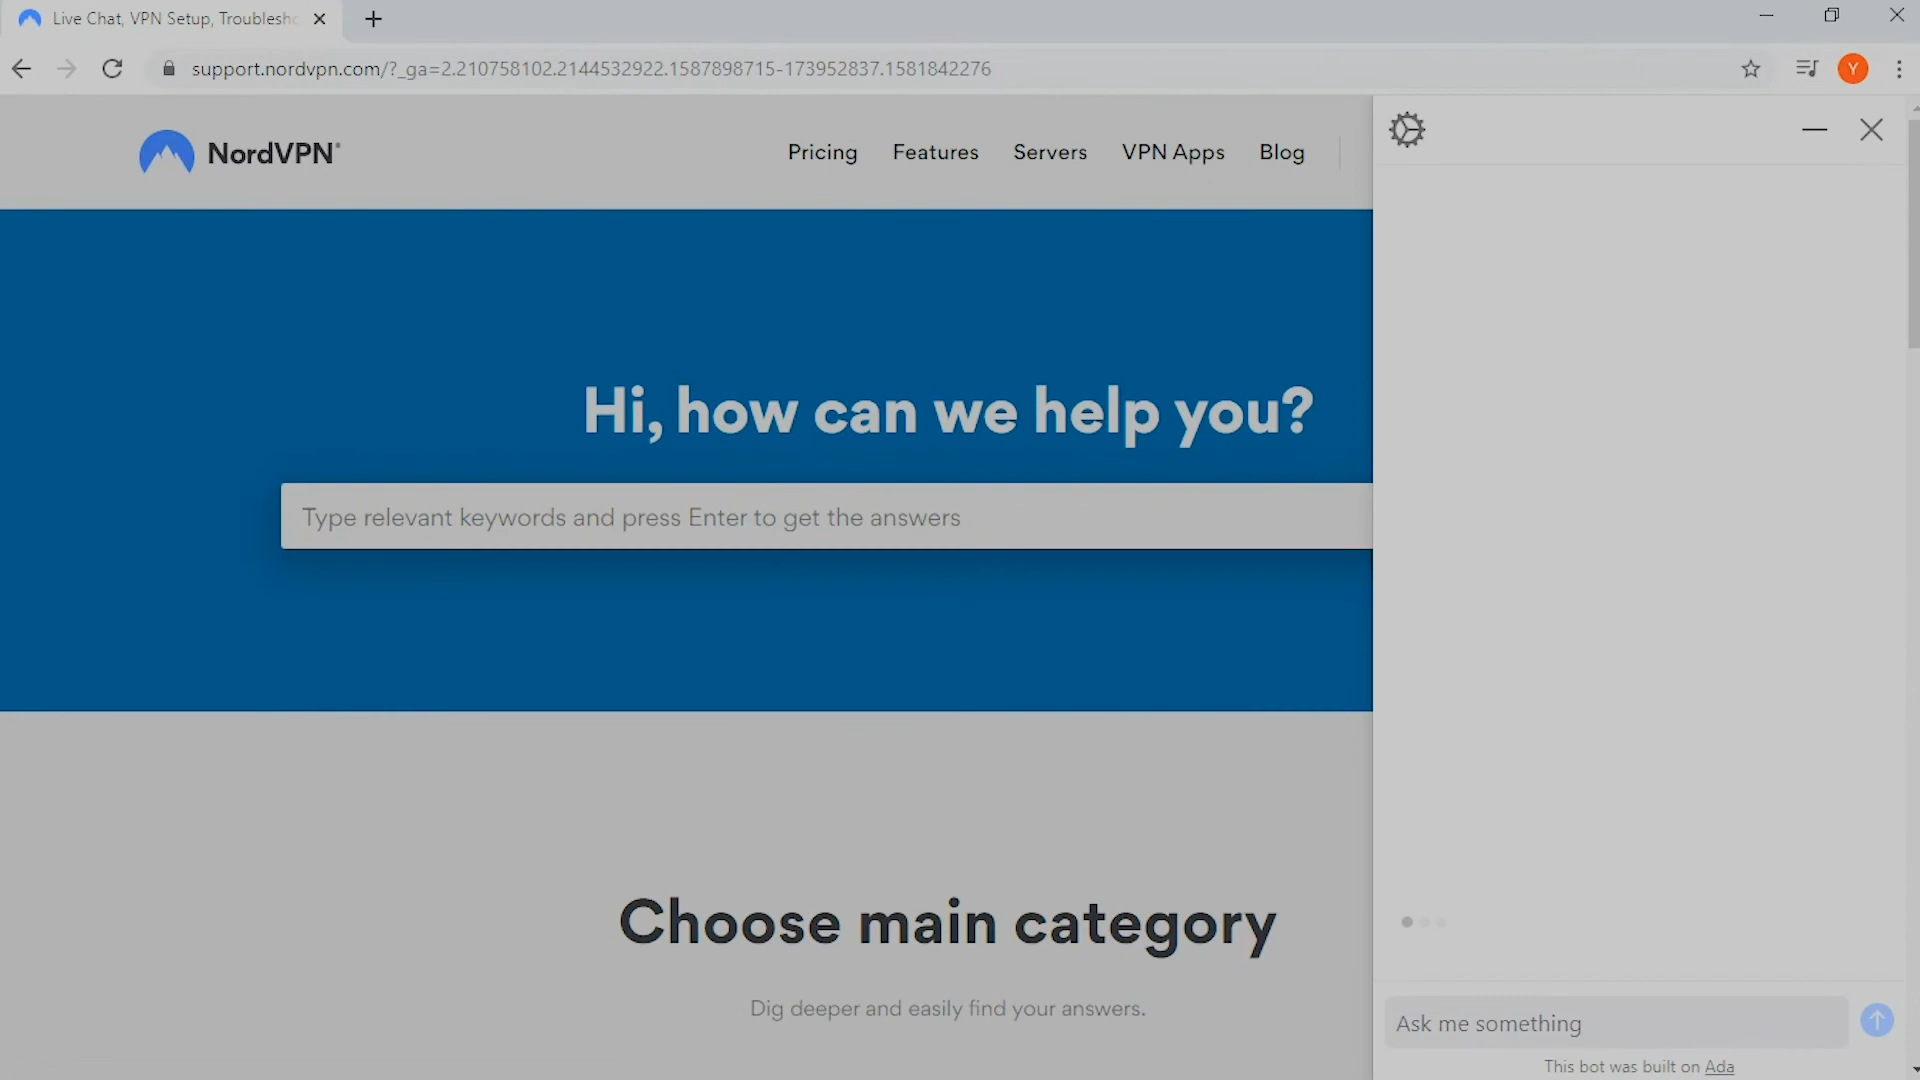 Live Chat, VPN Setup, Troublesh
support.nordvpn.com/?_ga=2.210758102.2144532922.1587898715-173952837.1581842276
Y
NordVPN®
Pricing Features Servers VPN Apps Blog
Hi, how can we help you?
Type relevant keywords and press Enter to get the answers
Choose main category
Dig deeper and easily find your answers.
Ask me something
This bot was built on Ada